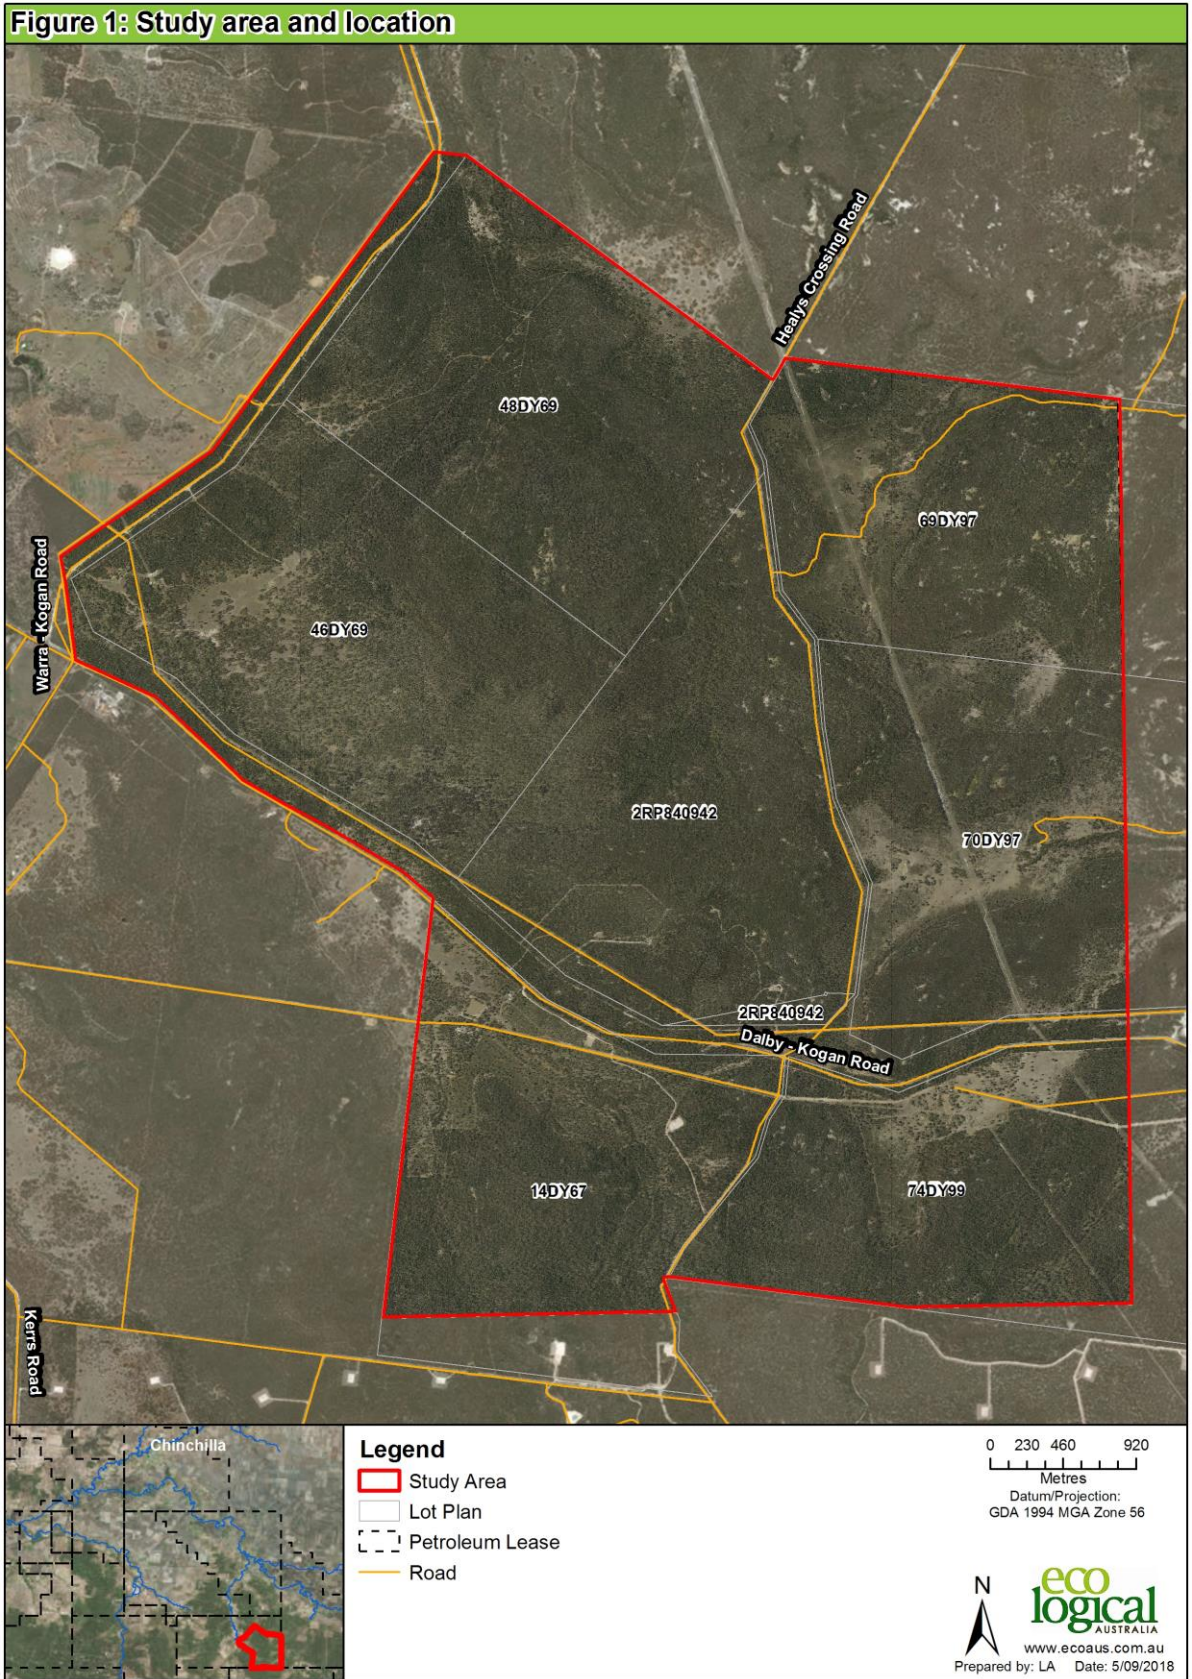 Figure 1: Study area and location
Healys Crossing Road
48DY69
69DY97
Warra - Kogan Road
46DY69
2RP840942
70DY97
2RP840942
Dalby - Kogan Road
14DY67
74DY99
Kerrs Road
Chinchilla
Legend
Study Area
Lot Plan
Petroleum Lease
Road
0 230 460 920
Metres
Datum/Projection:
GDA 1994 MGA Zone 56
N
eco
logical
AUSTRALIA
www.ecoaus.com.au
Prepared by: LA Date: 5/09/2018